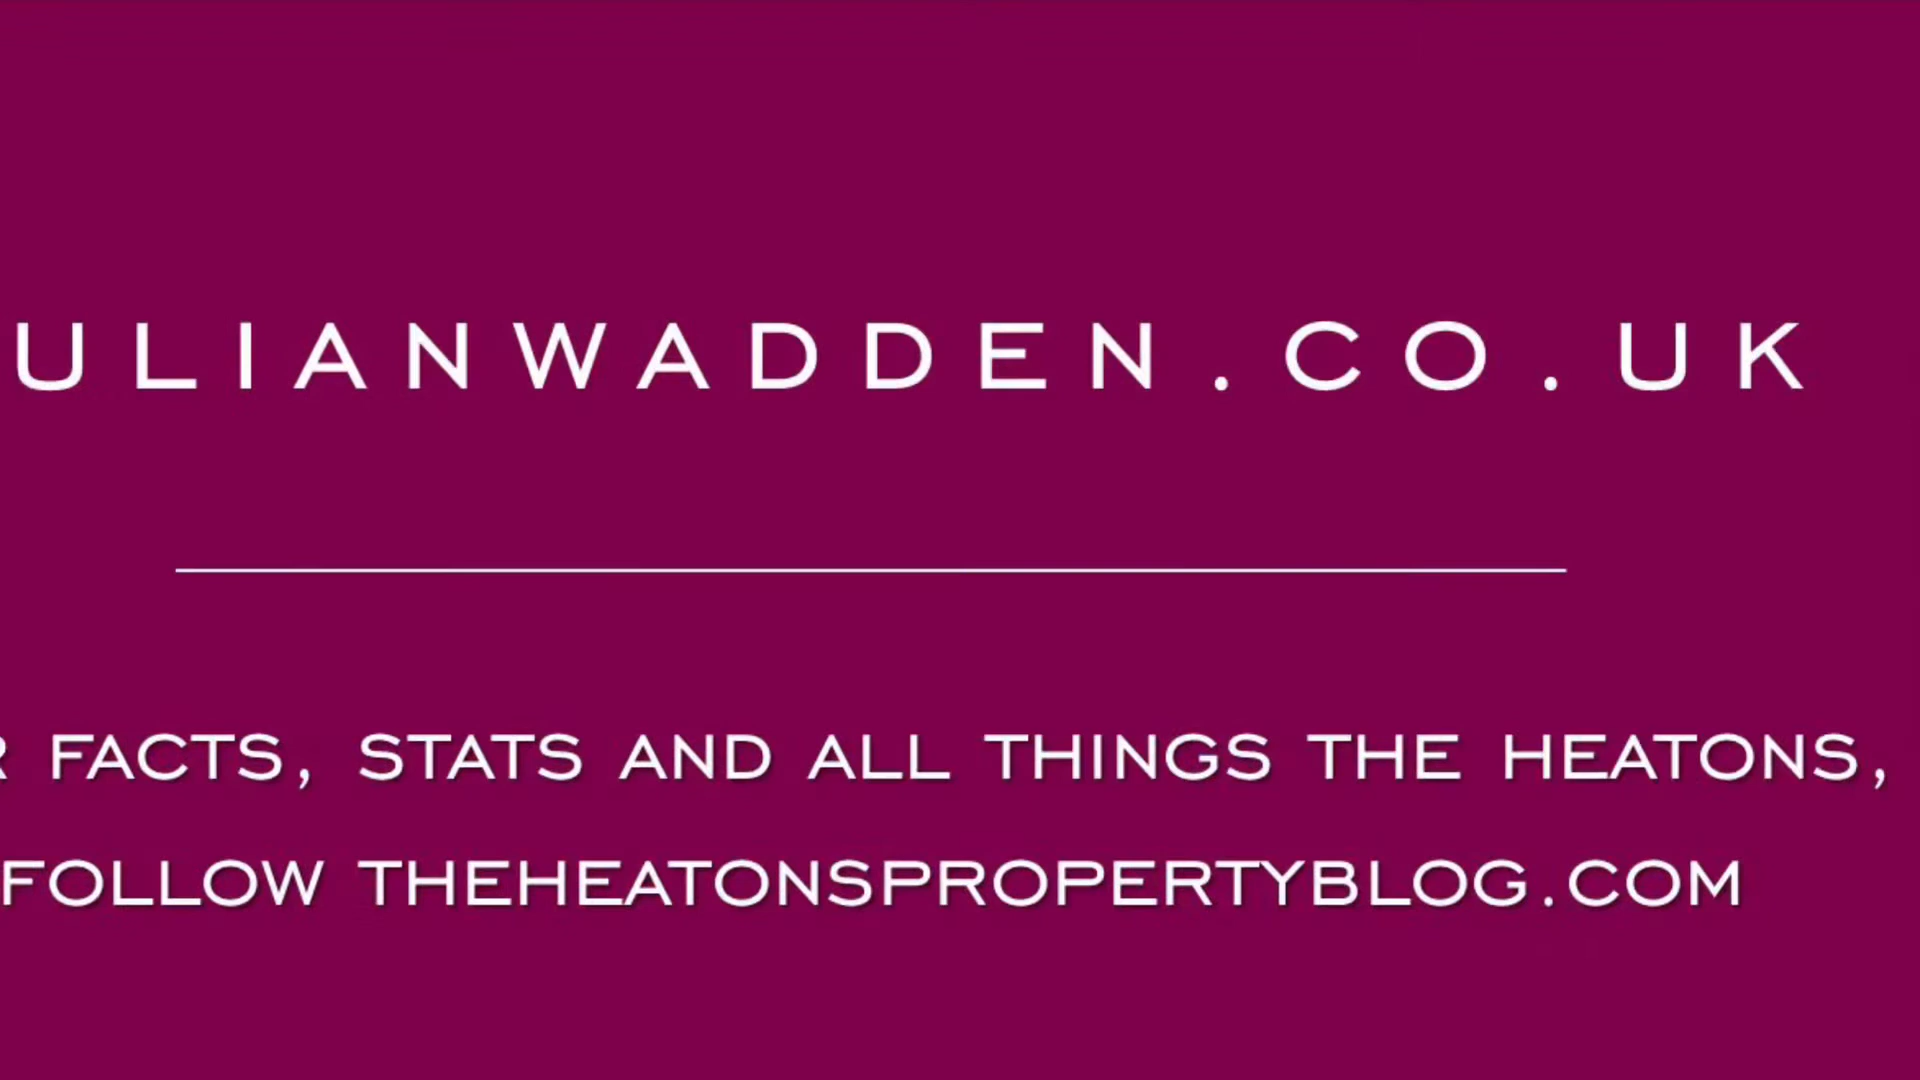 ULIANWADDEN.CO.UK
R FACTS, STATS AND ALL THINGS THE HEATONS,
FOLLOW THEHEATONSPROPERTYBLOG.COM